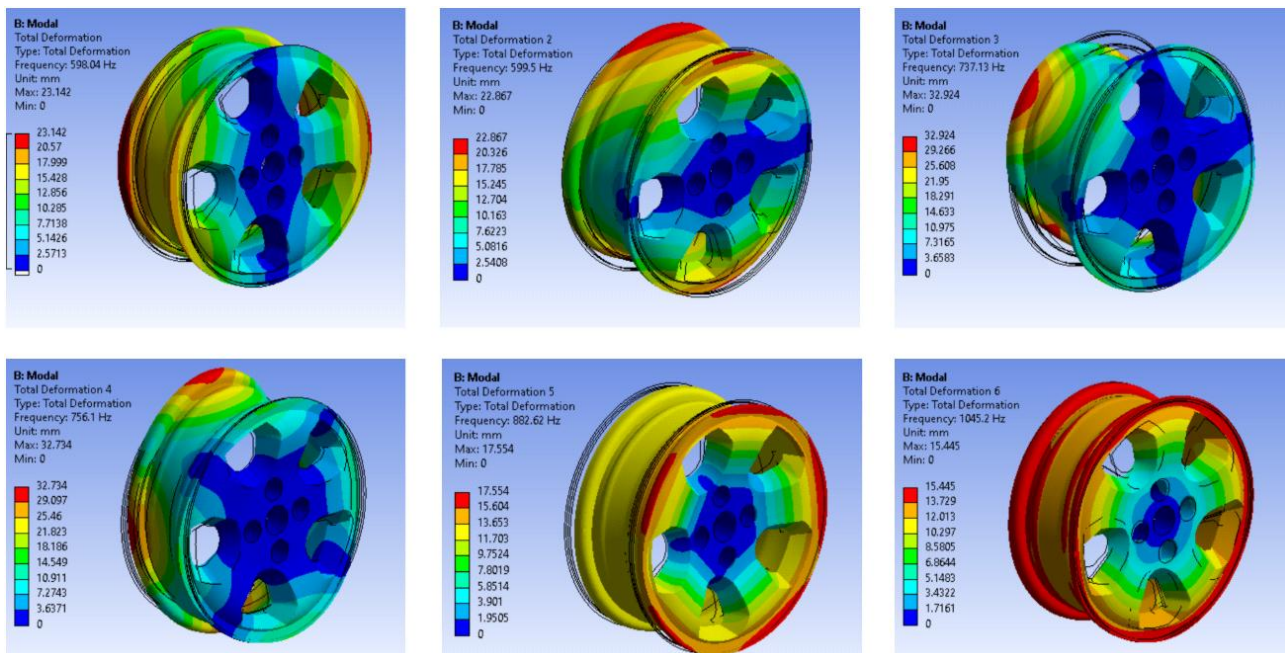 B: Modal
Total Deformation
Type: Total Deformation
Frequency: 598.04 Hz
Unit: mm
Max: 23.142
Min: 0
23.142
20.57
17.999
15.428
12.856
10.285
7.7138
5.1426
2.5713
0
B: Modal
Total Deformation 2
Type: Total Deformation
Frequency: 599.5 Hz
Unit: mm
Max: 22.867
Min: 0
22.867
20.326
17.785
15.245
12.704
10.163
7.6223
5.0816
2.5408
0
B: Modal
Total Deformation 3
Type: Total Deformation
Frequency: 737.13 Hz
Unit: mm
Max: 32.924
Min: 0
32.924
29.266
25.608
21.95
18.291
14.633
10.975
7.3165
3.6583
0
B: Modal
Total Deformation 4
Type: Total Deformation
Frequency: 756.1 Hz
Unit: mm
Max: 32.734
Min: 0
32.734
29.097
25.46
21.823
18.186
14.549
10.911
7.2743
3.6371
0
B: Modal
Total Deformation 5
Type: Total Deformation
Frequency: 882.62 Hz
Unit: mm
Max: 17.554
Min: 0
17.554
15.604
13.653
11.703
9.7524
7.8019
5.8514
3.901
1.9505
0
B: Modal
Total Deformation 6
Type: Total Deformation
Frequency: 1045.2 Hz
Unit: mm
Max: 15.445
Min: 0
15.445
13.729
12.013
10.297
8.5805
6.8644
5.1483
3.4322
1.7161
0